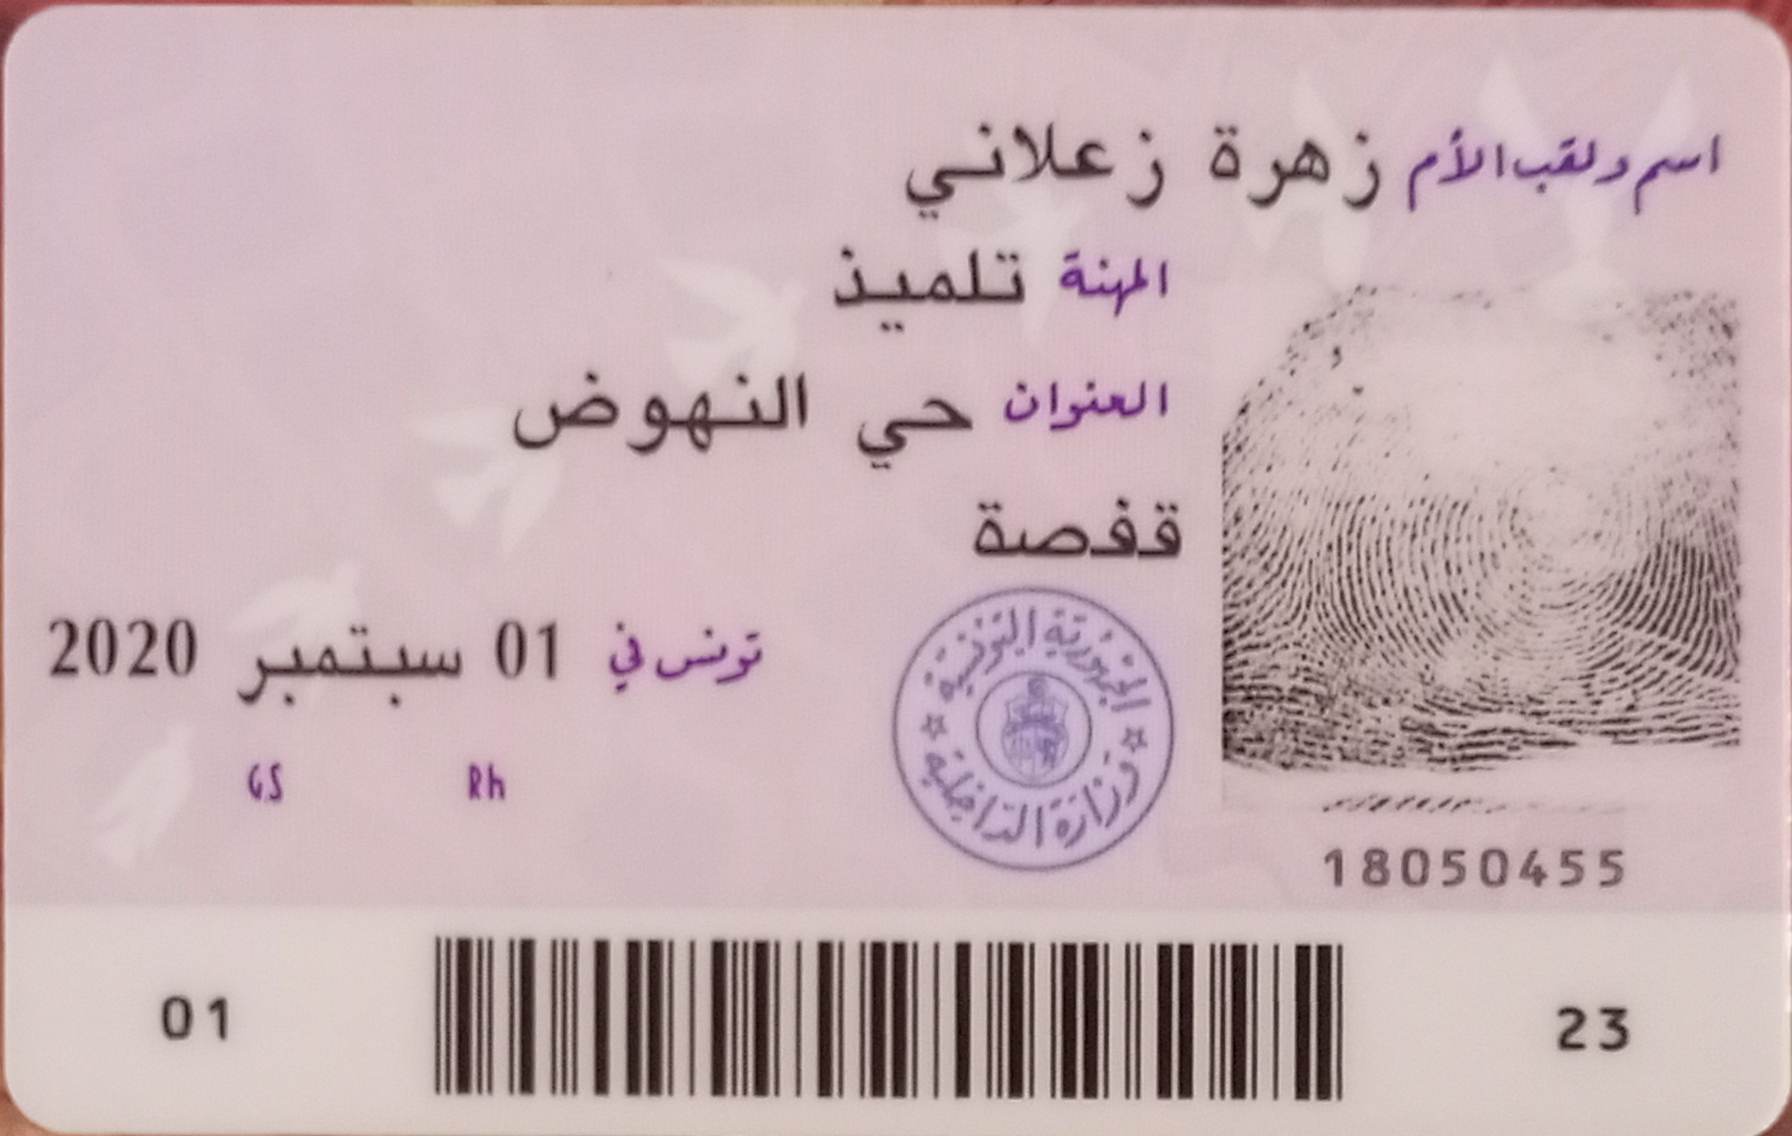 اسم ولقب الأم زهرة زعلاني
المهنة تلميذ
العنوان حي النهوض
قفصة
تونس في 01 سبتمبر 2020
الجمهورية التونسية
وزارة الداخلية
GS Rh
18050455
01 23